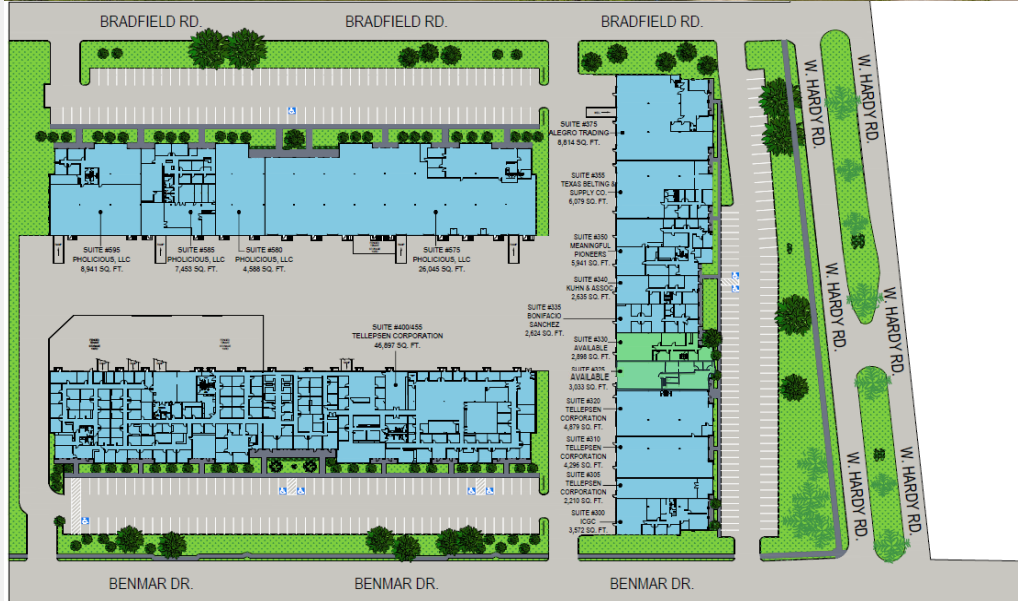 BRADFIELD RD.
BRADFIELD RD.
BRADFIELD RD.
W. HARDY RD.
W. HARDY RD.
SUITE #375
ALEGRO TRADING
8,814 SQ. FT.
SUITE #355
TEXAS BELTING &
SUPPLY CO.
6,079 SQ. FT.
SUITE #350
MEANINGFUL
PIONEERS
5,941 SQ. FT.
SUITE #340
KUHN & ASSOC
2,535 SQ. FT.
SUITE #335
BONIFACIO
SANCHEZ
2,624 SQ. FT.
SUITE #330
AVAILABLE
2,898 SQ. FT.
SUITE #325
AVAILABLE
3,033 SQ. FT.
SUITE #320
TELLEPSEN
CORPORATION
4,879 SQ. FT.
SUITE #310
TELLEPSEN
CORPORATION
4,296 SQ. FT.
SUITE #305
TELLEPSEN
CORPORATION
2,210 SQ. FT.
SUITE #300
ICGC
3,572 SQ. FT.
SUITE #595
PHOLICIOUS, LLC
8,941 SQ. FT.
SUITE #585
PHOLICIOUS, LLC
7,453 SQ. FT.
SUITE #580
PHOLICIOUS, LLC
4,588 SQ. FT.
SUITE #575
PHOLICIOUS, LLC
26,045 SQ. FT.
SUITE #400/455
TELLEPSEN CORPORATION
46,897 SQ. FT.
W. HARDY RD.
W. HARDY RD.
W. HARDY RD.
W. HARDY RD.
BENMAR DR.
BENMAR DR.
BENMAR DR.